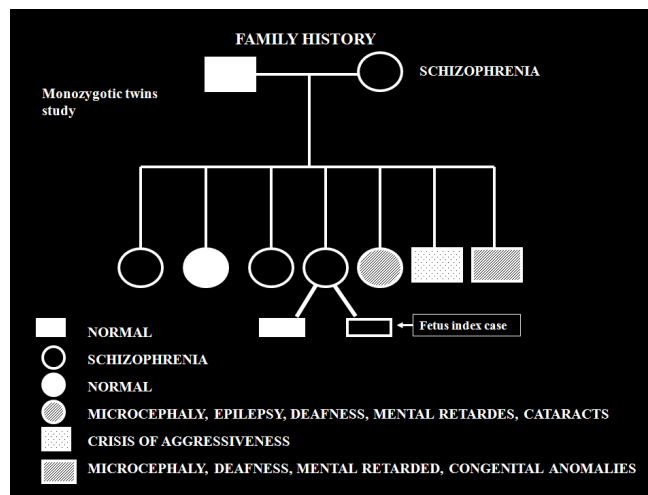 FAMILY HISTORY
SCHIZOPHRENIA
Monozygotic twins
study
Fetus index case
NORMAL
SCHIZOPHRENIA
NORMAL
MICROCEPHALY, EPILEPSY, DEAFNESS, MENTAL RETARDES, CATARACTS
CRISIS OF AGGRESSIVENESS
MICROCEPHALY, DEAFNESS, MENTAL RETARDED, CONGENITAL ANOMALIES